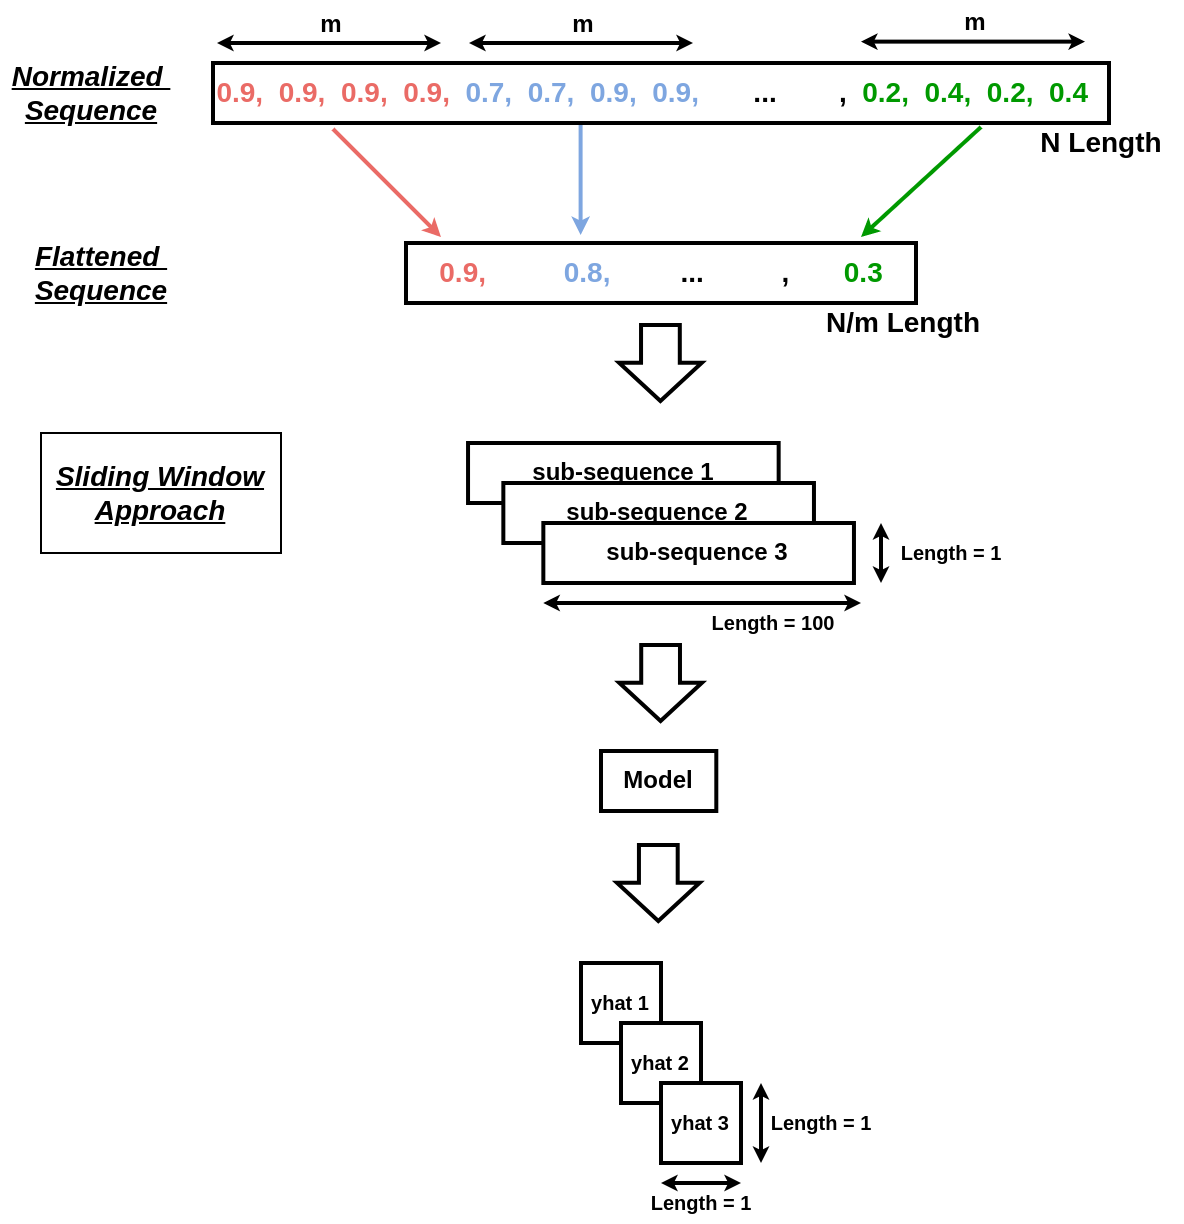 m m m
Normalized
Sequence
0.9, 0.9, 0.9, 0.9, 0.7, 0.7, 0.9, 0.9, ... , 0.2, 0.4, 0.2, 0.4
N Length
Flattened
Sequence
0.9, 0.8, ... , 0.3
N/m Length
Sliding Window
Approach
sub-sequence 1
sub-sequence 2
sub-sequence 3
Length = 1
Length = 100
Model
yhat 1
yhat 2
yhat 3
Length = 1
Length = 1